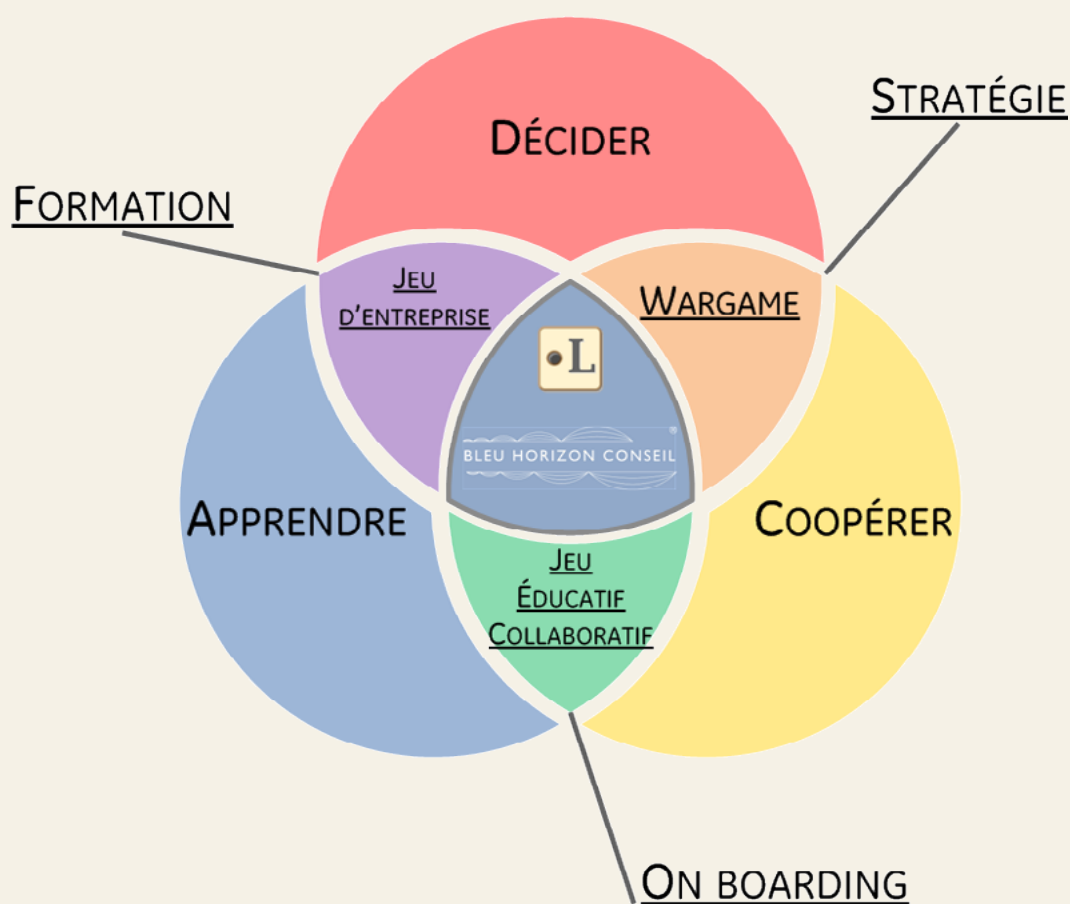 DÉCIDER
STRATÉGIE
FORMATION
JEU
D'ENTREPRISE
WARGAME
L
®
BLEU HORIZON CONSEIL
APPRENDRE
COOPÉRER
JEU
ÉDUCATIF
COLLABORATIF
ON BOARDING